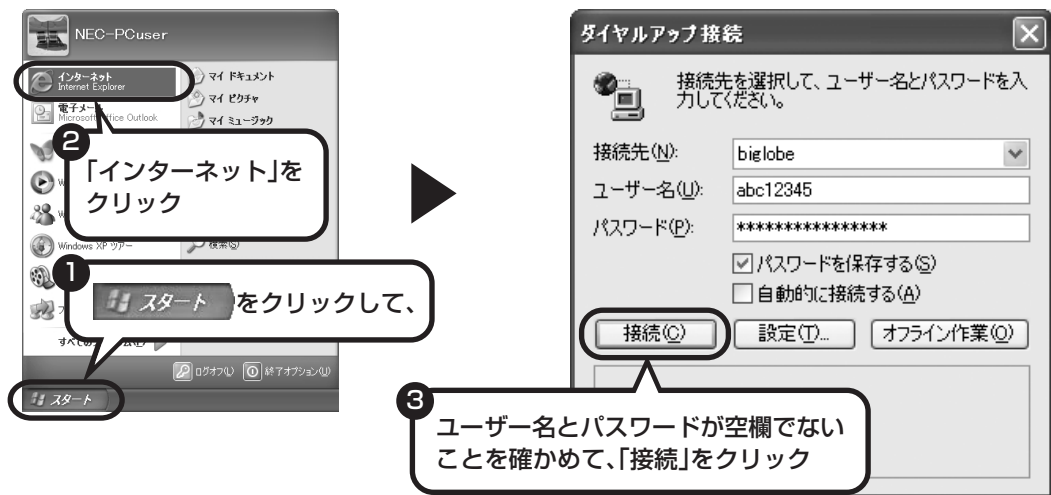 NEC-PCuser
インターネット
Internet Explorer
電子メー
Microsoft Office Outlook
マイ ドキュメント
マイ ピクチャ
マイ ミュージック
❷
「インターネット」を
クリック
W
W
検索(S)
Windows XP ツアー
❶
スタート をクリックして、
ログオフ(L)
終了オプション(U)
スタート
ダイヤルアップ接続
接続先を選択して、ユーザー名とパスワードを入
力してください。
接続先(N):
biglobe
ユーザー名(U):
abc12345
パスワード(P):
****************
パスワードを保存する(S)
自動的に接続する(A)
接続(C)
設定(T)...
オフライン作業(O)
❸
ユーザー名とパスワードが空欄でない
ことを確かめて、「接続」をクリック